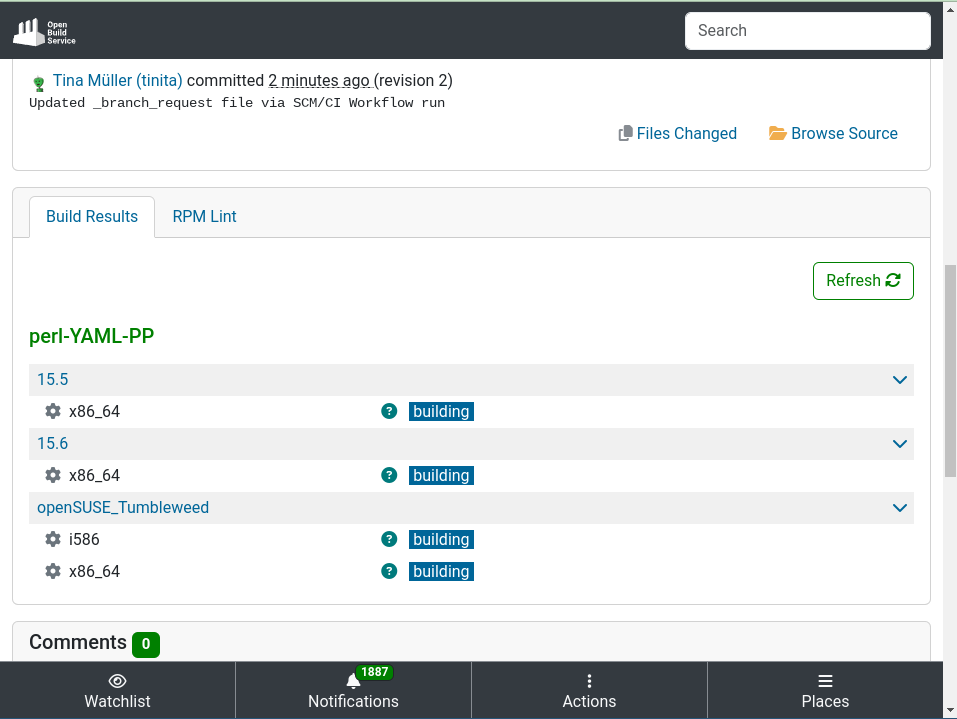 Open
Build
Service
Search
Tina Müller (tinita) committed 2 minutes ago (revision 2)
Updated _branch_request file via SCM/CI Workflow run
Files Changed Browse Source
Build Results RPM Lint
Refresh
perl-YAML-PP
15.5
x86_64 ? building
15.6
x86_64 ? building
openSUSE_Tumbleweed
i586 ? building
x86_64 ? building
Comments 0
1887
Watchlist Notifications Actions Places